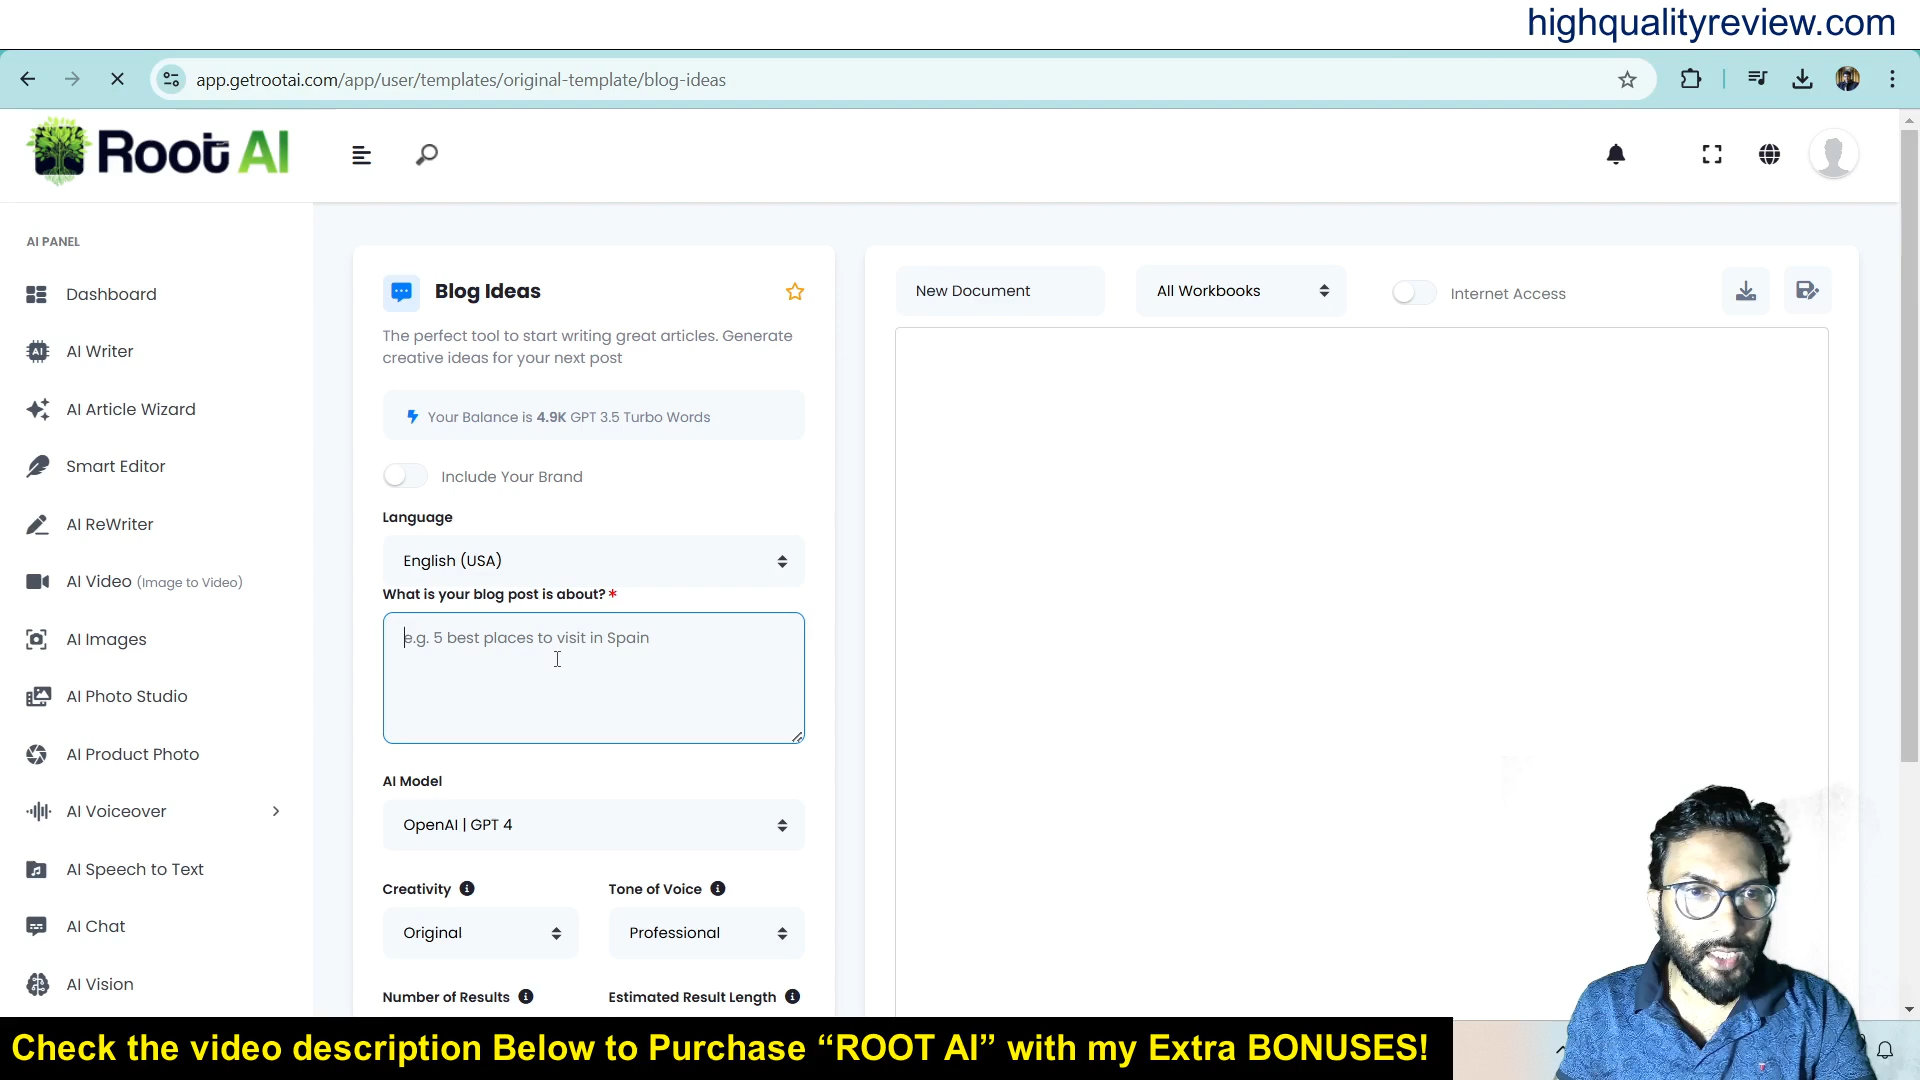 highqualityreview.com
app.getrootai.com/app/user/templates/original-template/blog-ideas
Root AI
AI PANEL
Dashboard
AI Writer
AI Article Wizard
Smart Editor
AI ReWriter
AI Video (Image to Video)
AI Images
AI Photo Studio
AI Product Photo
AI Voiceover
AI Speech to Text
AI Chat
AI Vision
Blog Ideas
The perfect tool to start writing great articles. Generate
creative ideas for your next post
Your Balance is 4.9K GPT 3.5 Turbo Words
Include Your Brand
Language
English (USA)
What is your blog post is about? *
e.g. 5 best places to visit in Spain
AI Model
OpenAI | GPT 4
Creativity
Tone of Voice
Original
Professional
Number of Results
Estimated Result Length
New Document
All Workbooks
Internet Access
Check the video description Below to Purchase “ROOT AI” with my Extra BONUSES!